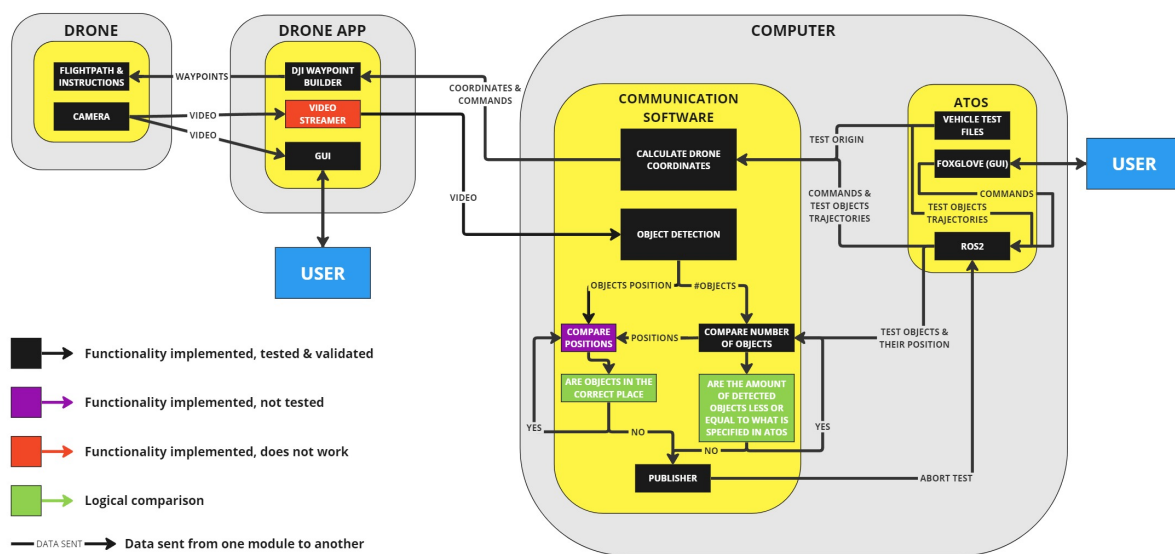 DRONE
DRONE APP
COMPUTER
FLIGHTPATH &
INSTRUCTIONS
WAYPOINTS
DJI WAYPOINT
BUILDER
COORDINATES &
COMMANDS
COMMUNICATION
SOFTWARE
ATOS
VEHICLE TEST
FILES
CAMERA
VIDEO
VIDEO
STREAMER
VIDEO
GUI
CALCULATE DRONE
COORDINATES
TEST ORIGIN
FOXGLOVE (GUI)
USER
COMMANDS &
TEST OBJECTS
TRAJECTORIES
COMMANDS
TEST OBJECTS
TRAJECTORIES
VIDEO
OBJECT DETECTION
ROS2
USER
OBJECTS POSITION
#OBJECTS
COMPARE
POSITIONS
POSITIONS
COMPARE NUMBER
OF OBJECTS
TEST OBJECTS &
THEIR POSITION
ARE OBJECTS IN THE
CORRECT PLACE
ARE THE AMOUNT
OF DETECTED
OBJECTS LESS OR
EQUAL TO WHAT IS
SPECIFIED IN ATOS
YES
NO
YES
NO
PUBLISHER
ABORT TEST
Functionality implemented, tested & validated
Functionality implemented, not tested
Functionality implemented, does not work
Logical comparison
DATA SENT
Data sent from one module to another